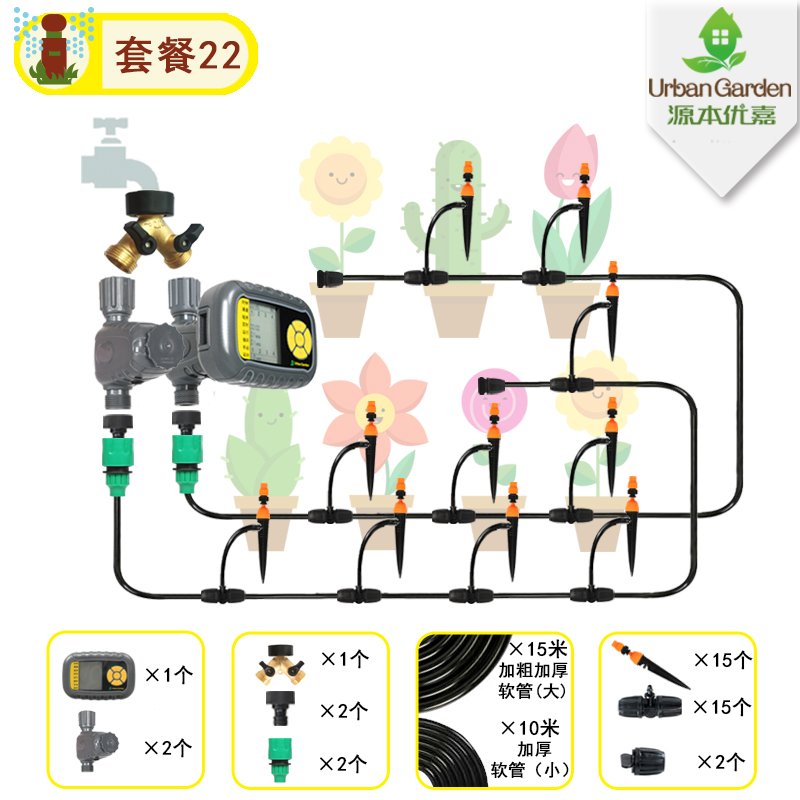 套餐22
Urban Garden
源本优嘉
×1个
×2个
×1个
×2个
×2个
×15米
加粗加厚
软管(大)
×10米
加厚
软管（小）
×15个
×15个
×2个